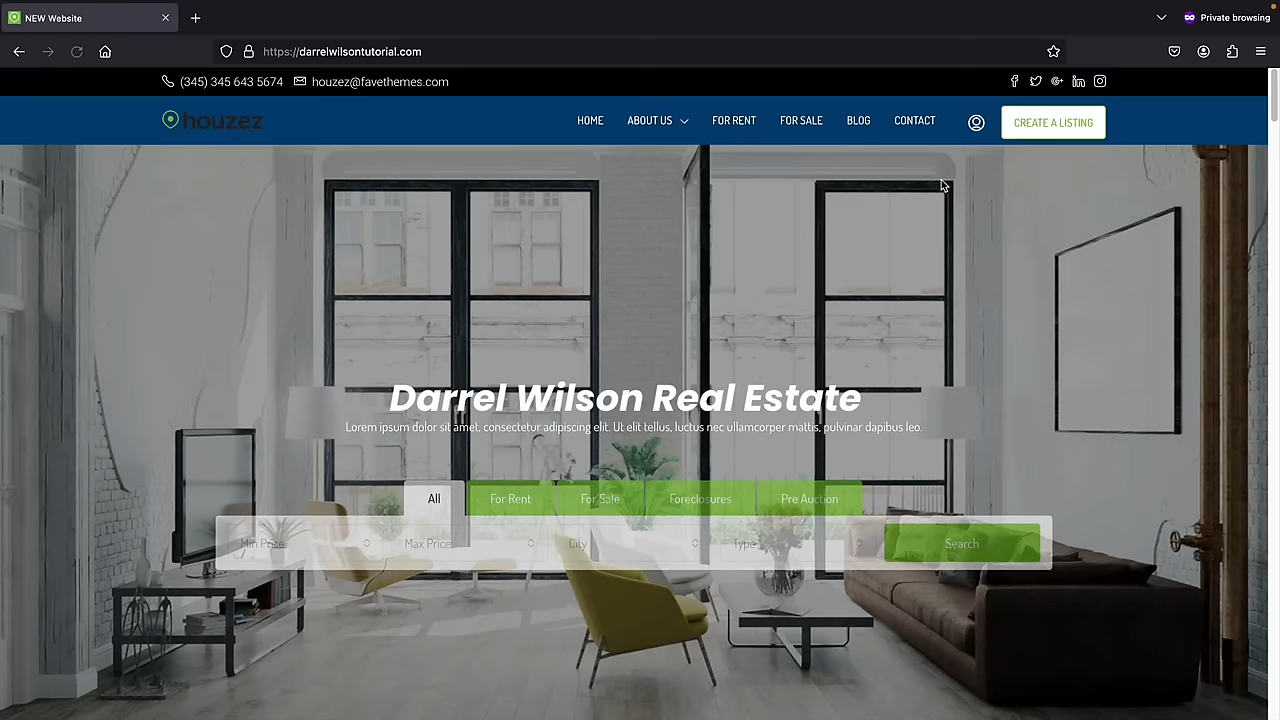 NEW Website
Private browsing
https://darrelwilsontutorial.com
(345) 345 643 5674 houzez@favethemes.com
houzez
HOME ABOUT US FOR RENT FOR SALE BLOG CONTACT CREATE A LISTING
Darrel Wilson Real Estate
Lorem ipsum dolor sit amet, consectetur adipiscing elit. Ut elit tellus, luctus nec ullamcorper mattis, pulvinar dapibus leo.
All For Rent For Sale Foreclosures Pre Auction
Min Price Max Price City Type Search